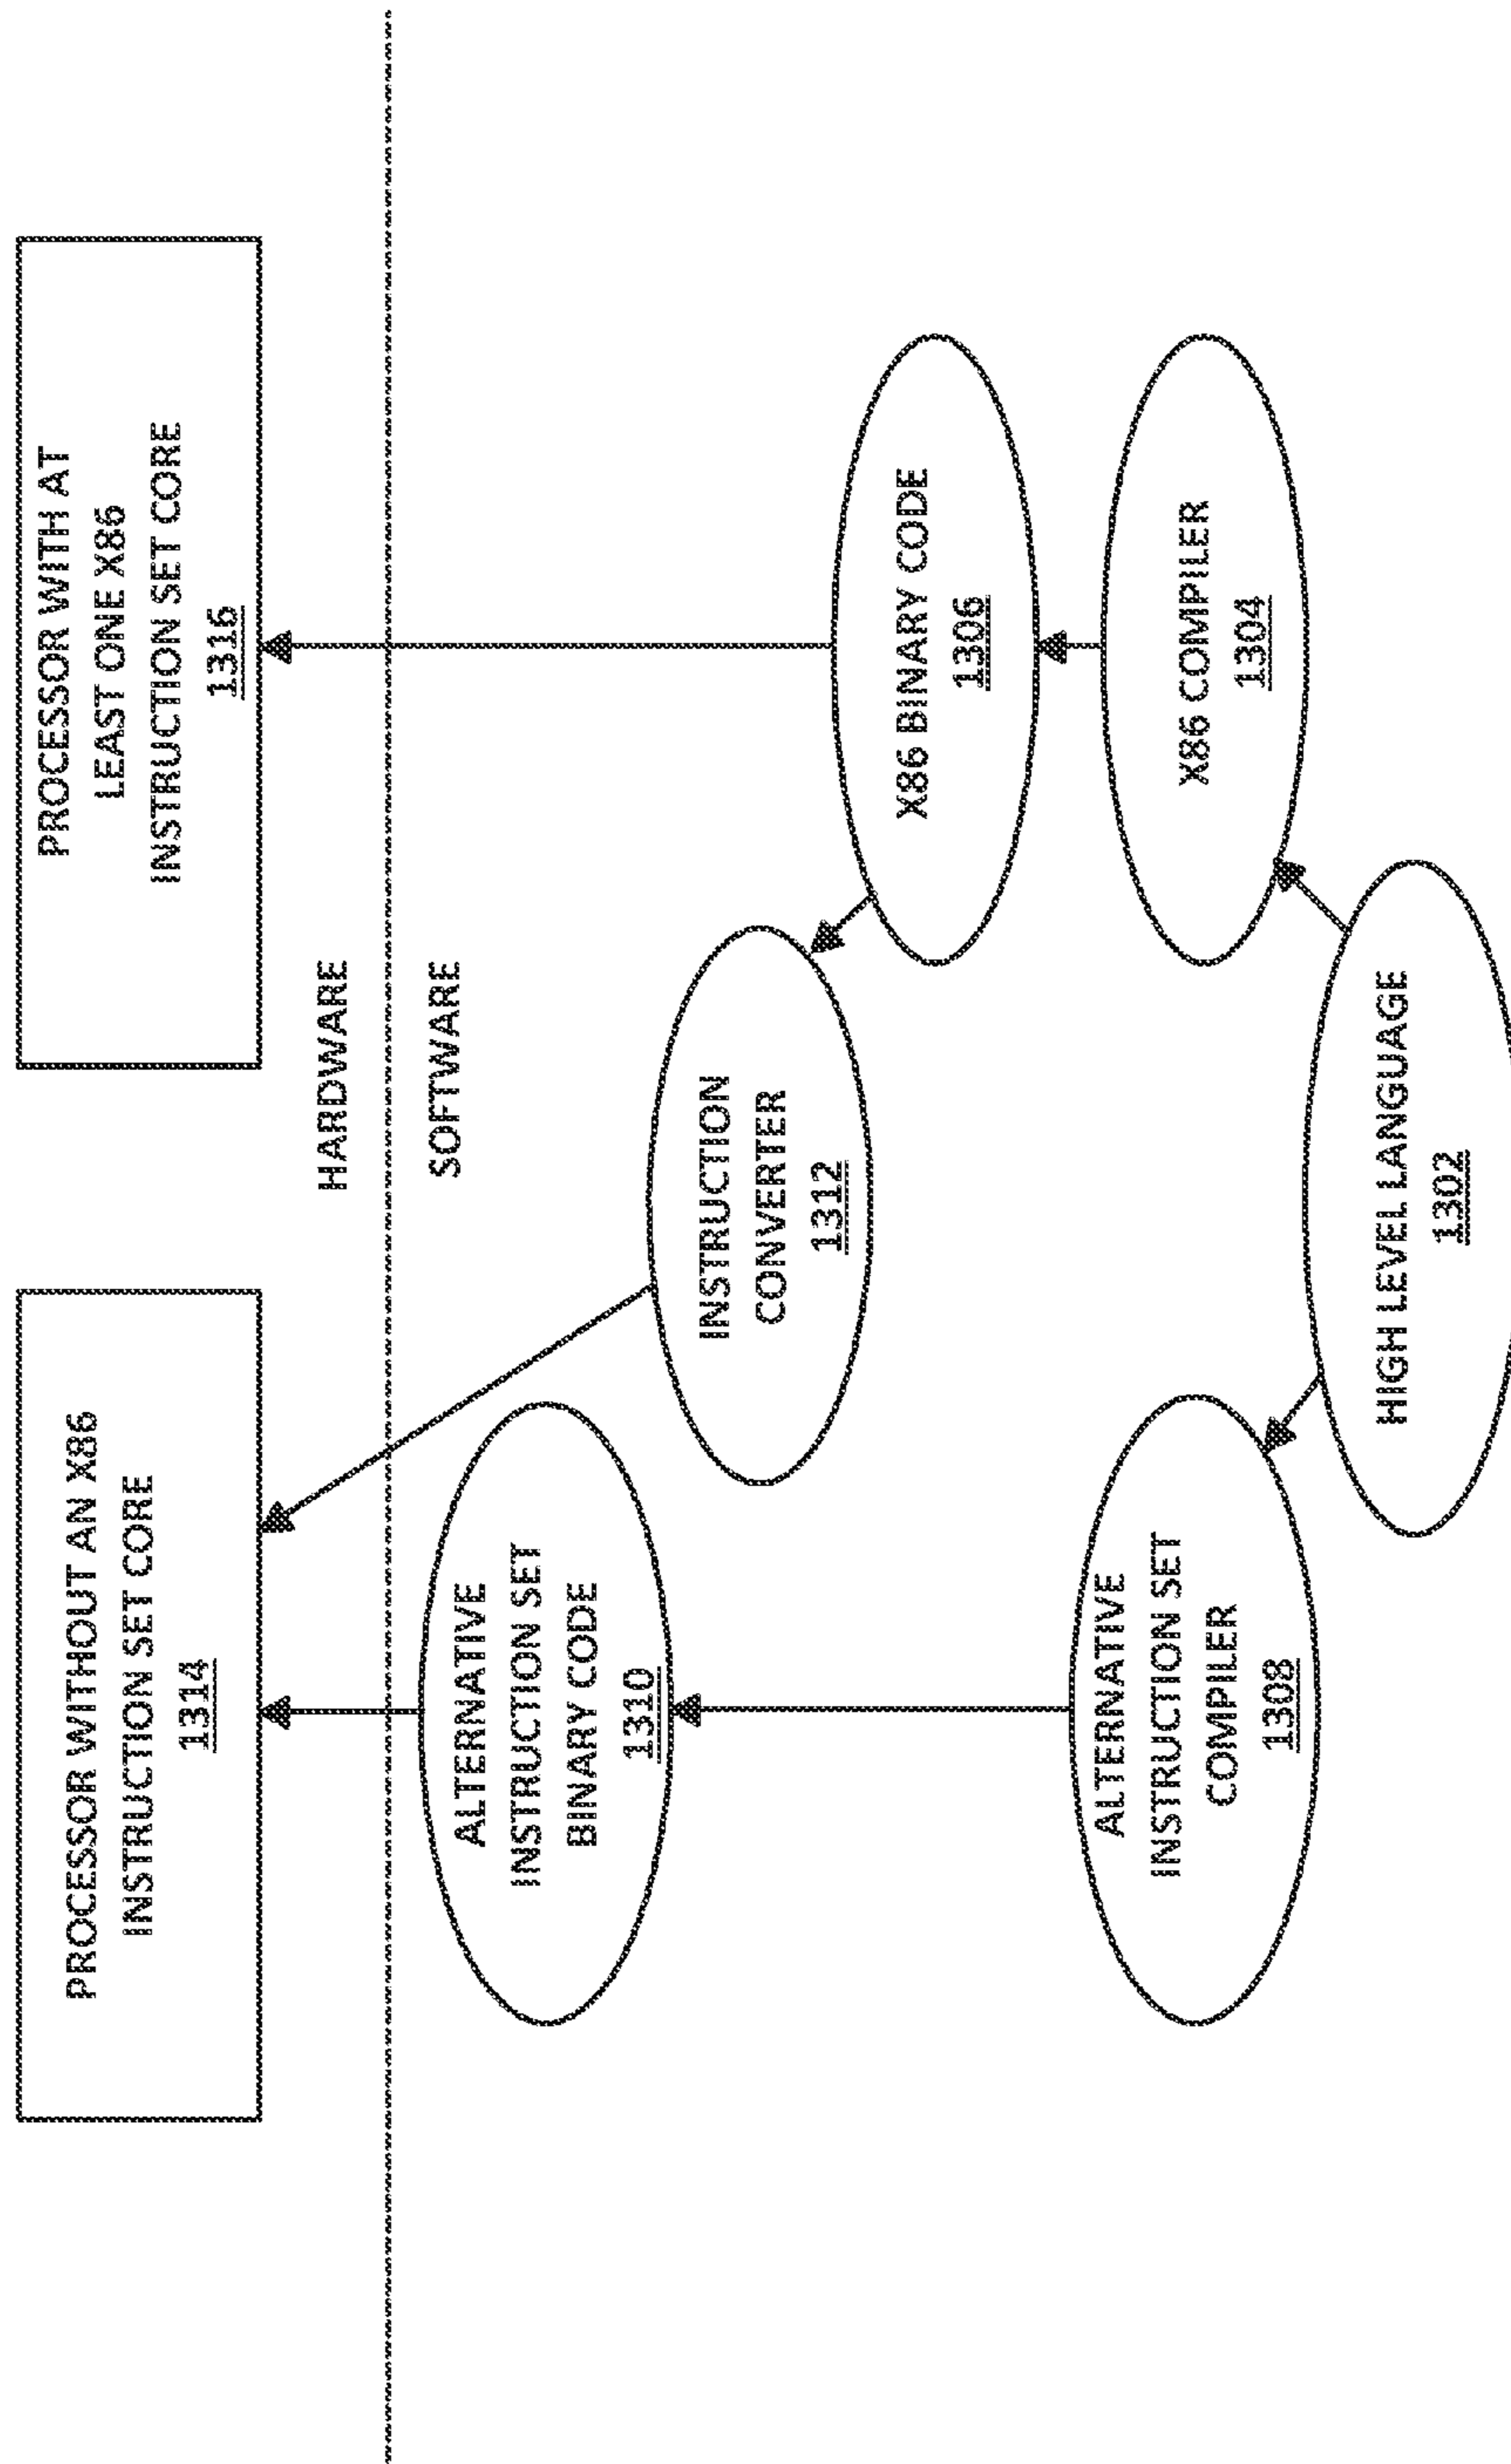 PROCESSOR WITHOUT AN X86
INSTRUCTION SET CORE
1314
PROCESSOR WITH AT
LEAST ONE X86
INSTRUCTION SET CORE
1316
HARDWARE
SOFTWARE
ALTERNATIVE
INSTRUCTION SET
BINARY CODE
1310
INSTRUCTION
CONVERTER
1312
X86 BINARY CODE
1306
ALTERNATIVE
INSTRUCTION SET
COMPILER
1308
X86 COMPILER
1304
HIGH LEVEL LANGUAGE
1302